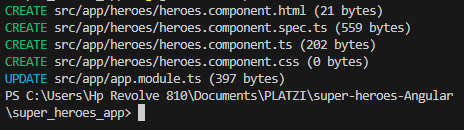 CREATE src/app/heroes/heroes.component.html (21 bytes)
CREATE src/app/heroes/heroes.component.spec.ts (559 bytes)
CREATE src/app/heroes/heroes.component.ts (202 bytes)
CREATE src/app/heroes/heroes.component.css (0 bytes)
UPDATE src/app/app.module.ts (397 bytes)
PS C:\Users\Hp Revolve 810\Documents\PLATZI\super-heroes-Angular
\super_heroes_app>